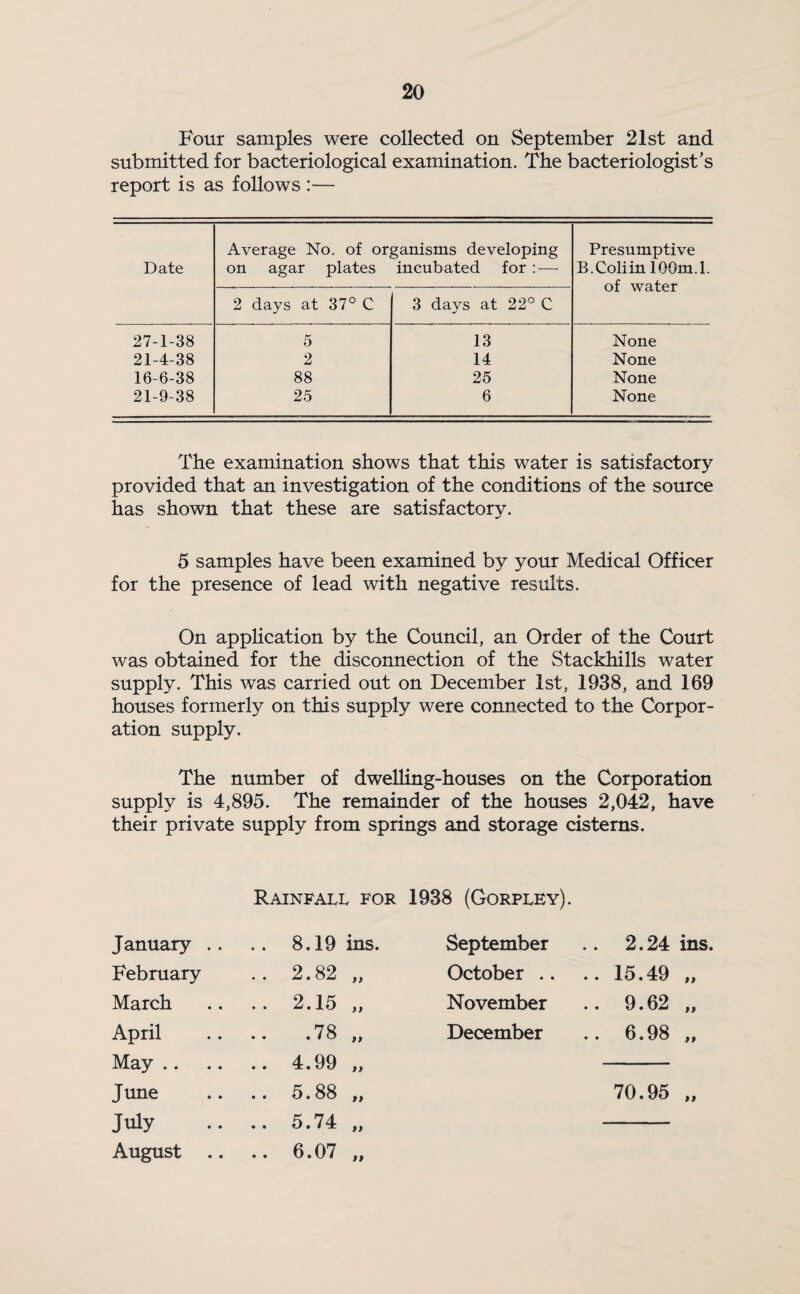 20
Four samples were collected on September 21st and
submitted for bacteriological examination. The bacteriologist's
report is as follows :—
Date
Average No. of organisms developing
on agar plates incubated for :—
Presumptive
B.Coli in 100m.l.
of water
2 days at 37° C 3 days at 22° C
27-1-38 5 13 None
21-4-38 2 14 None
16-6-38 88 25 None
21-9-38 25 6 None
The examination shows that this water is satisfactory
provided that an investigation of the conditions of the source
has shown that these are satisfactory.
5 samples have been examined by your Medical Officer
for the presence of lead with negative results.
On application by the Council, an Order of the Court
was obtained for the disconnection of the Stackhills water
supply. This was carried out on December 1st, 1938, and 169
houses formerly on this supply were connected to the Corpor-
ation supply.
The number of dwelling-houses on the Corporation
supply is 4,895. The remainder of the houses 2,042, have
their private supply from springs and storage cisterns.
Rainfall for 1938 (Gorpley).
January .. .. 8.19 ins. September .. 2.24 ins.
February .. 2.82 ,, October .. .. 15.49 ,,
March .. .. 2.15 ,, November .. 9.62 ,,
April .. .. .78 ,, December .. 6.98 ,,
May .. .. .. 4.99 ,,
June .. .. 5.88 ,, 70.95 ,,
July .. .. 5.74 ,,
August .. .. 6.07 ,,